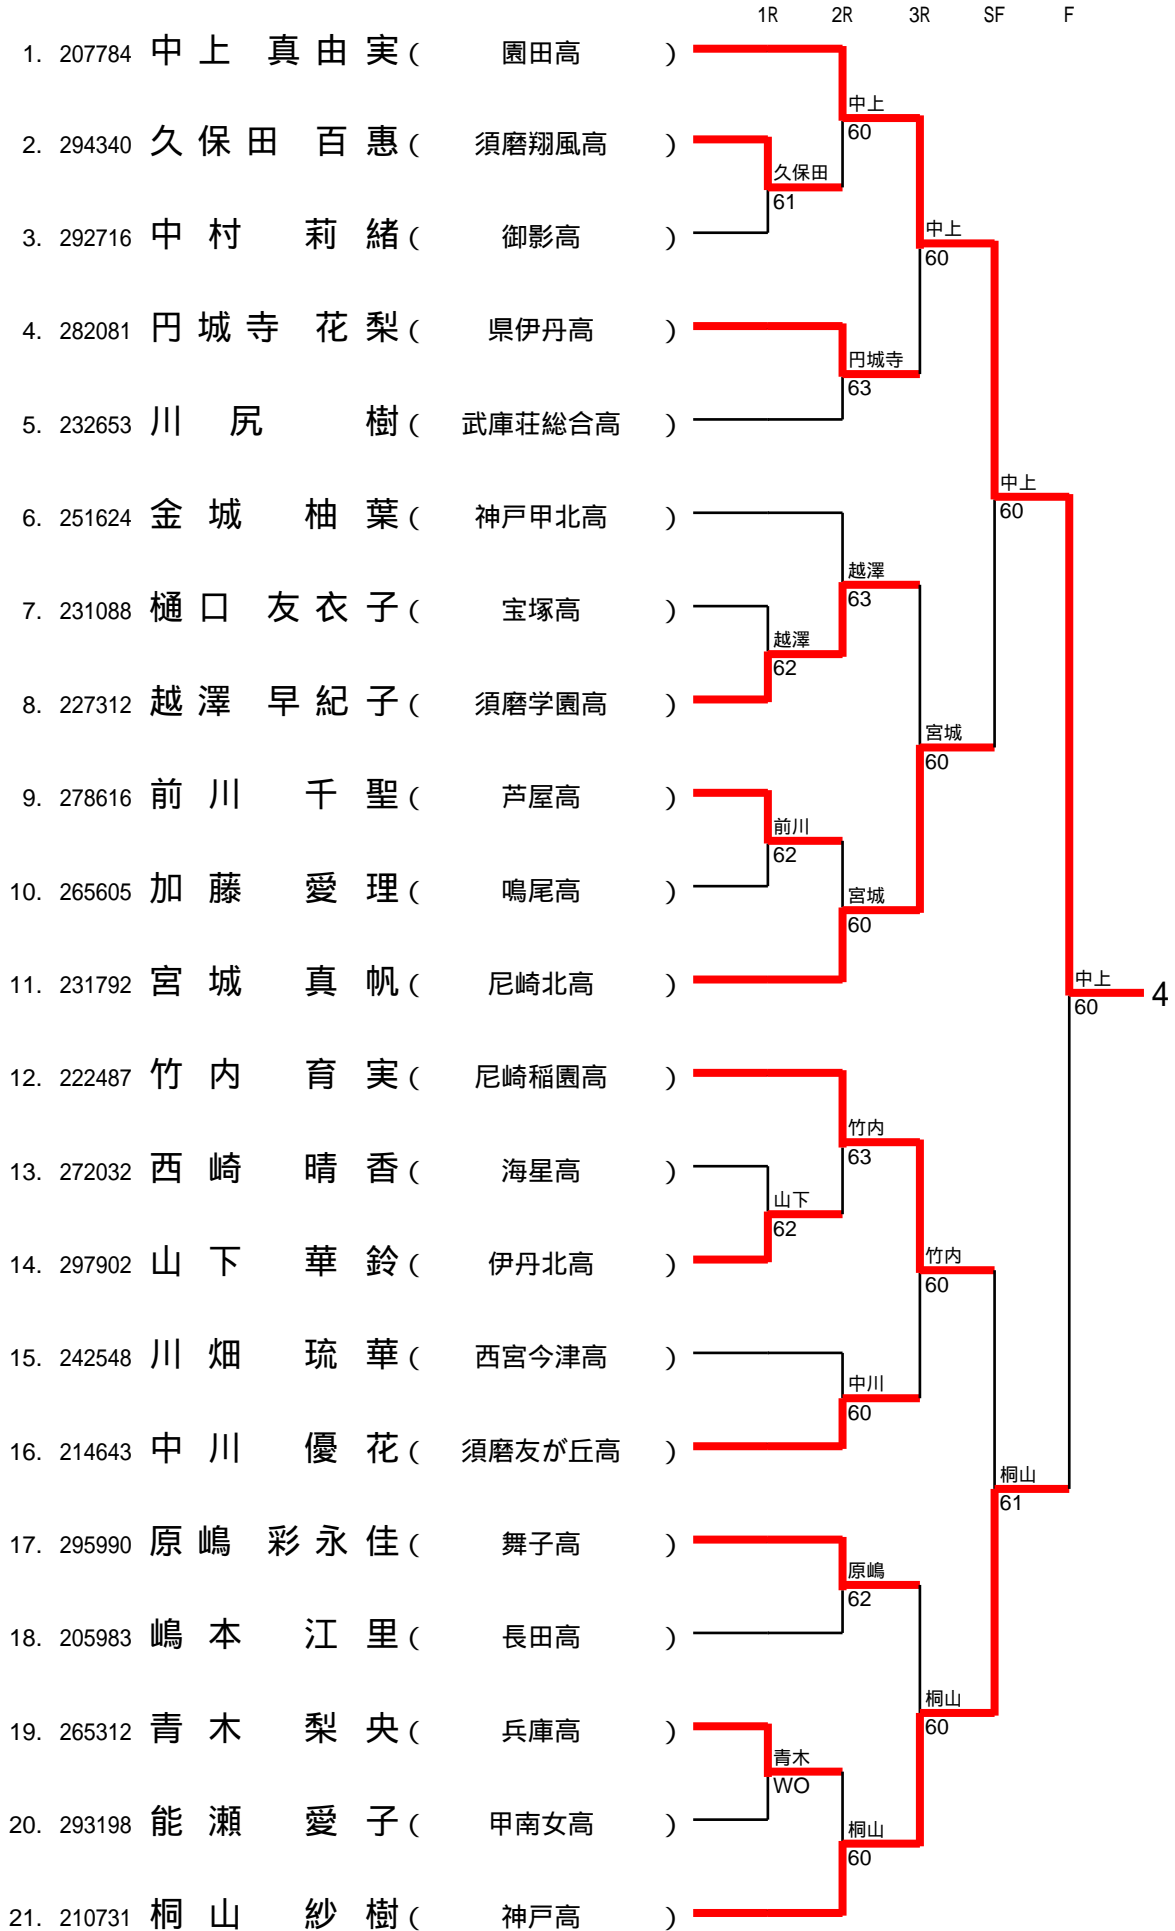 1R 2R 3R SF F
1. 207784 中上 真由実 ( 園田高 )
中上
60
2. 294340 久保田 百惠 ( 須磨翔風高 )
久保田
61
3. 292716 中村 莉緒 ( 御影高 )
中上
60
4. 282081 円城寺 花梨 ( 県伊丹高 )
円城寺
63
5. 232653 川尻 樹 ( 武庫荘総合高 )
中上
60
6. 251624 金城 柚葉 ( 神戸甲北高 )
越澤
63
7. 231088 樋口 友衣子 ( 宝塚高 )
越澤
62
8. 227312 越澤 早紀子 ( 須磨学園高 )
宮城
60
9. 278616 前川 千聖 ( 芦屋高 )
前川
62
10. 265605 加藤 愛理 ( 鳴尾高 )
宮城
60
11. 231792 宮城 真帆 ( 尼崎北高 )
中上
60
4
12. 222487 竹内 育実 ( 尼崎稲園高 )
竹内
63
13. 272032 西崎 晴香 ( 海星高 )
山下
62
14. 297902 山下 華鈴 ( 伊丹北高 )
竹内
60
15. 242548 川畑 琉華 ( 西宮今津高 )
中川
60
16. 214643 中川 優花 ( 須磨友が丘高 )
桐山
61
17. 295990 原嶋 彩永佳 ( 舞子高 )
原嶋
62
18. 205983 嶋本 江里 ( 長田高 )
桐山
60
19. 265312 青木 梨央 ( 兵庫高 )
青木
WO
20. 293198 能瀬 愛子 ( 甲南女高 )
桐山
60
21. 210731 桐山 紗樹 ( 神戸高 )